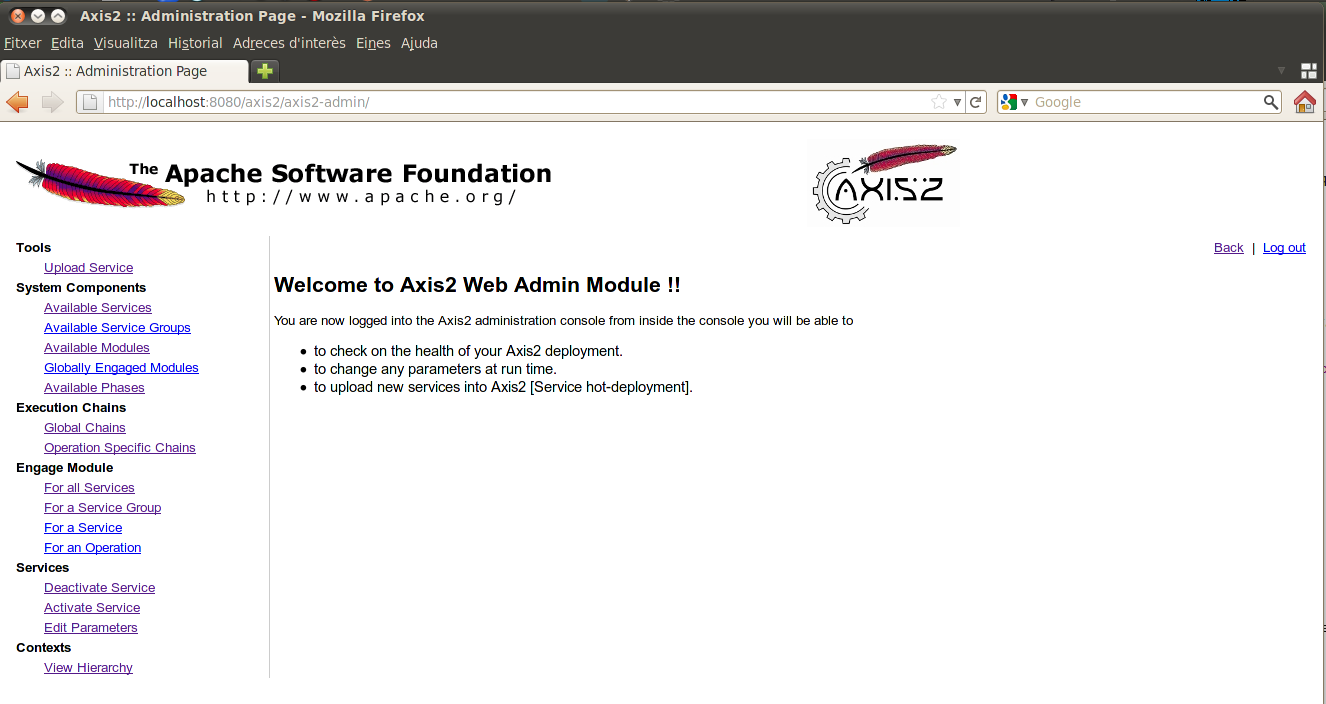 Axis2 :: Administration Page - Mozilla Firefox
Fitxer Edita Visualitza Historial Adreces d'interès Eines Ajuda
Axis2 :: Administration Page
http://localhost:8080/axis2/axis2-admin/
Google
The Apache Software Foundation
http://www.apache.org/
AXIS2
Back | Log out
Tools
Upload Service
System Components
Available Services
Available Service Groups
Available Modules
Globally Engaged Modules
Available Phases
Execution Chains
Global Chains
Operation Specific Chains
Engage Module
For all Services
For a Service Group
For a Service
For an Operation
Services
Deactivate Service
Activate Service
Edit Parameters
Contexts
View Hierarchy
Welcome to Axis2 Web Admin Module !!
You are now logged into the Axis2 administration console from inside the console you will be able to
to check on the health of your Axis2 deployment.
to change any parameters at run time.
to upload new services into Axis2 [Service hot-deployment].